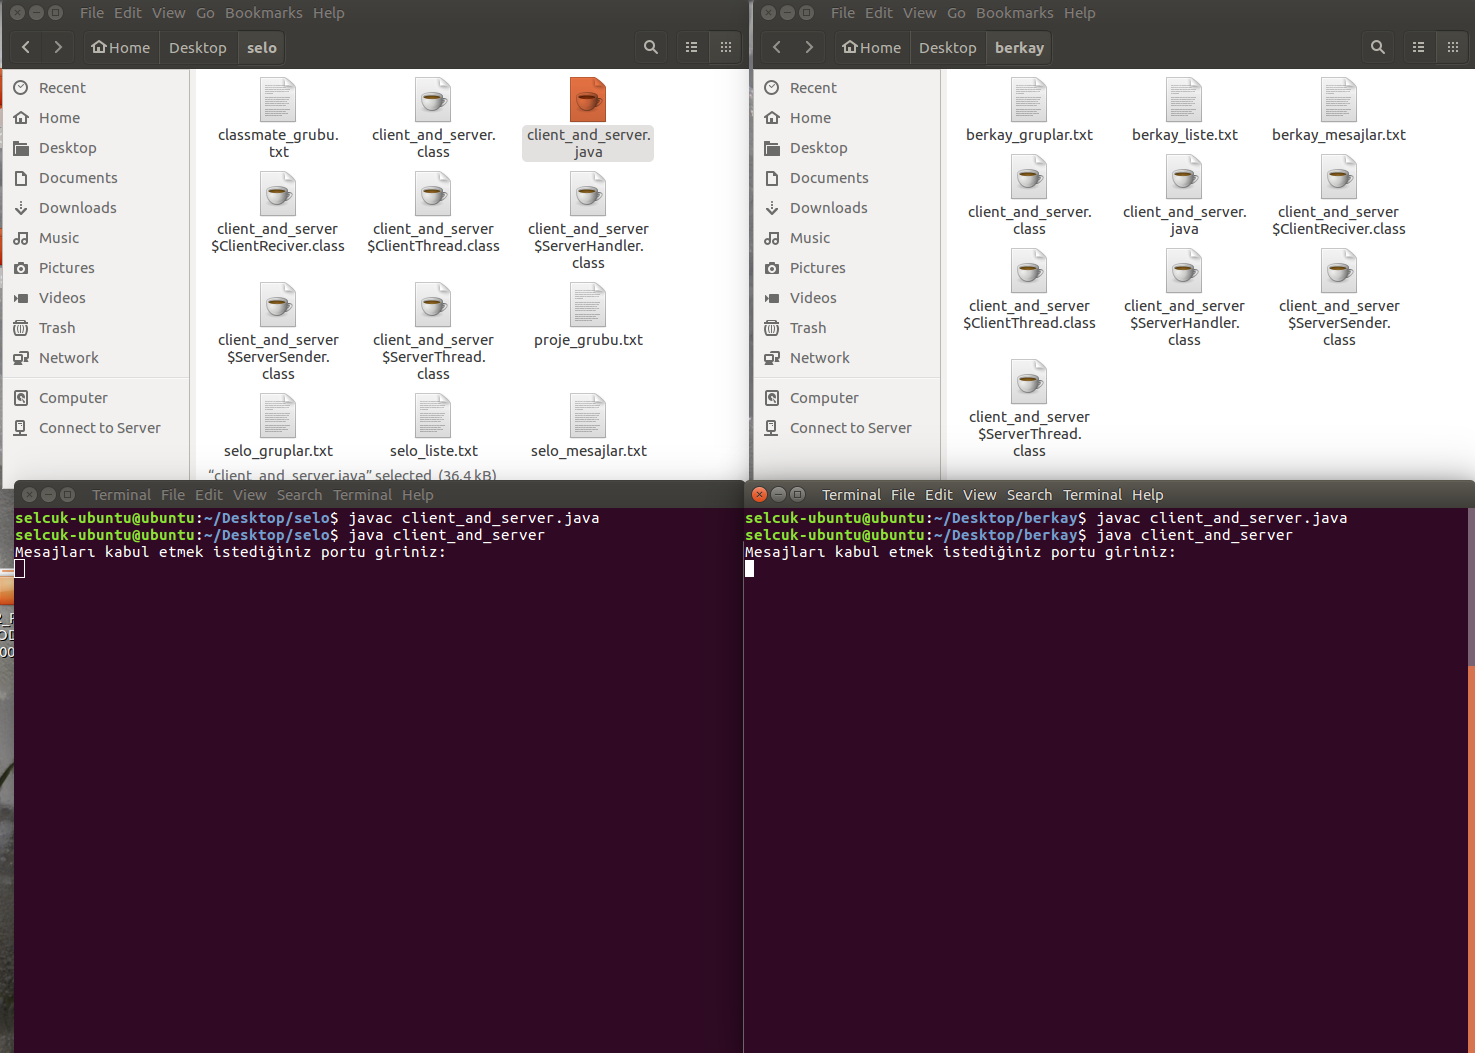 File Edit View Go Bookmarks Help
Home Desktop selo
Recent
Home
Desktop
Documents
Downloads
Music
Pictures
Videos
Trash
Network
Computer
Connect to Server
classmate_grubu.
txt
client_and_server.
class
client_and_server.
java
client_and_server
$ClientReciver.class
client_and_server
$ClientThread.class
client_and_server
$ServerHandler.
class
client_and_server
$ServerSender.
class
client_and_server
$ServerThread.
class
proje_grubu.txt
selo_gruplar.txt
selo_liste.txt
selo_mesajlar.txt
“client_and_server.java” selected (36,4 kB)
File Edit View Go Bookmarks Help
Home Desktop berkay
Recent
Home
Desktop
Documents
Downloads
Music
Pictures
Videos
Trash
Network
Computer
Connect to Server
berkay_gruplar.txt
berkay_liste.txt
berkay_mesajlar.txt
client_and_server.
class
client_and_server.
java
client_and_server
$ClientReciver.class
client_and_server
$ClientThread.class
client_and_server
$ServerHandler.
class
client_and_server
$ServerSender.
class
client_and_server
$ServerThread.
class
Terminal File Edit View Search Terminal Help
selcuk-ubuntu@ubuntu:~/Desktop/selo$ javac client_and_server.java
selcuk-ubuntu@ubuntu:~/Desktop/selo$ java client_and_server
Mesajları kabul etmek istediğiniz portu giriniz:
Terminal File Edit View Search Terminal Help
selcuk-ubuntu@ubuntu:~/Desktop/berkay$ javac client_and_server.java
selcuk-ubuntu@ubuntu:~/Desktop/berkay$ java client_and_server
Mesajları kabul etmek istediğiniz portu giriniz: